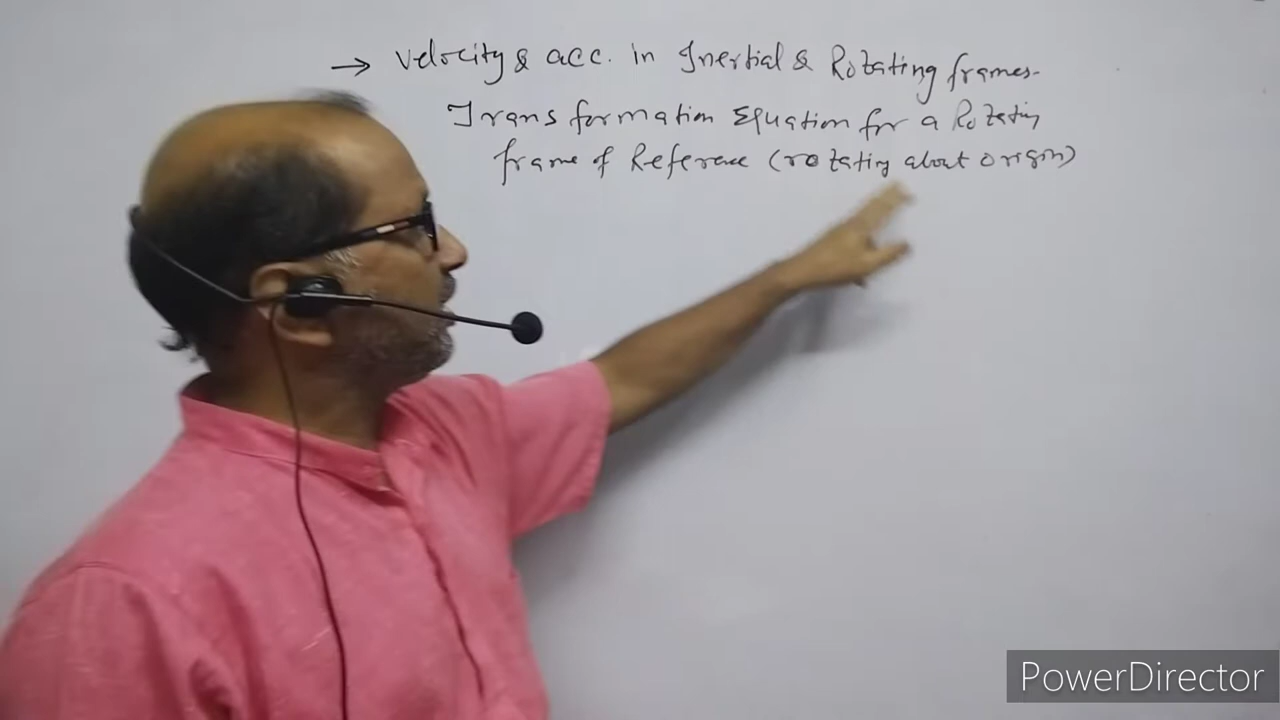 → Velocity & acc. in Inertial & Rotating frames.
Transformation Equation for a Rotating
frame of Reference (rotating about origin)
PowerDirector